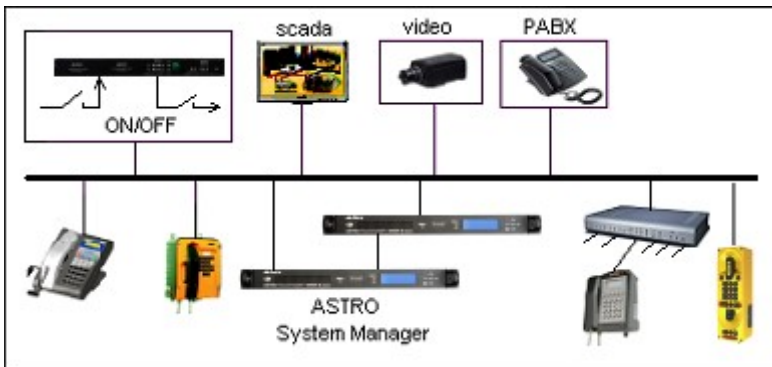 scada
video
PABX
ON/OFF
ASTRO
System Manager